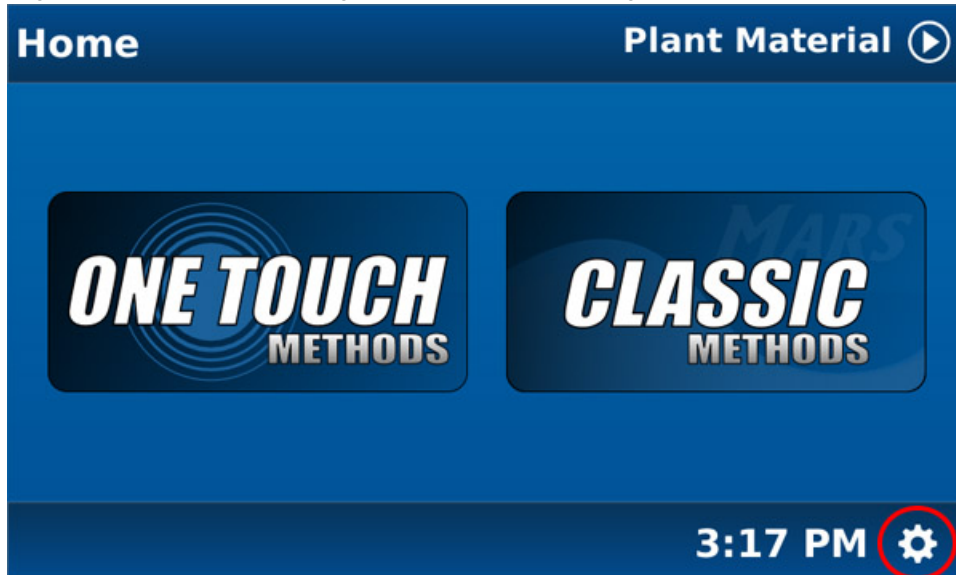 Home
Plant Material
ONE TOUCH
METHODS
MARS
CLASSIC
METHODS
3:17 PM